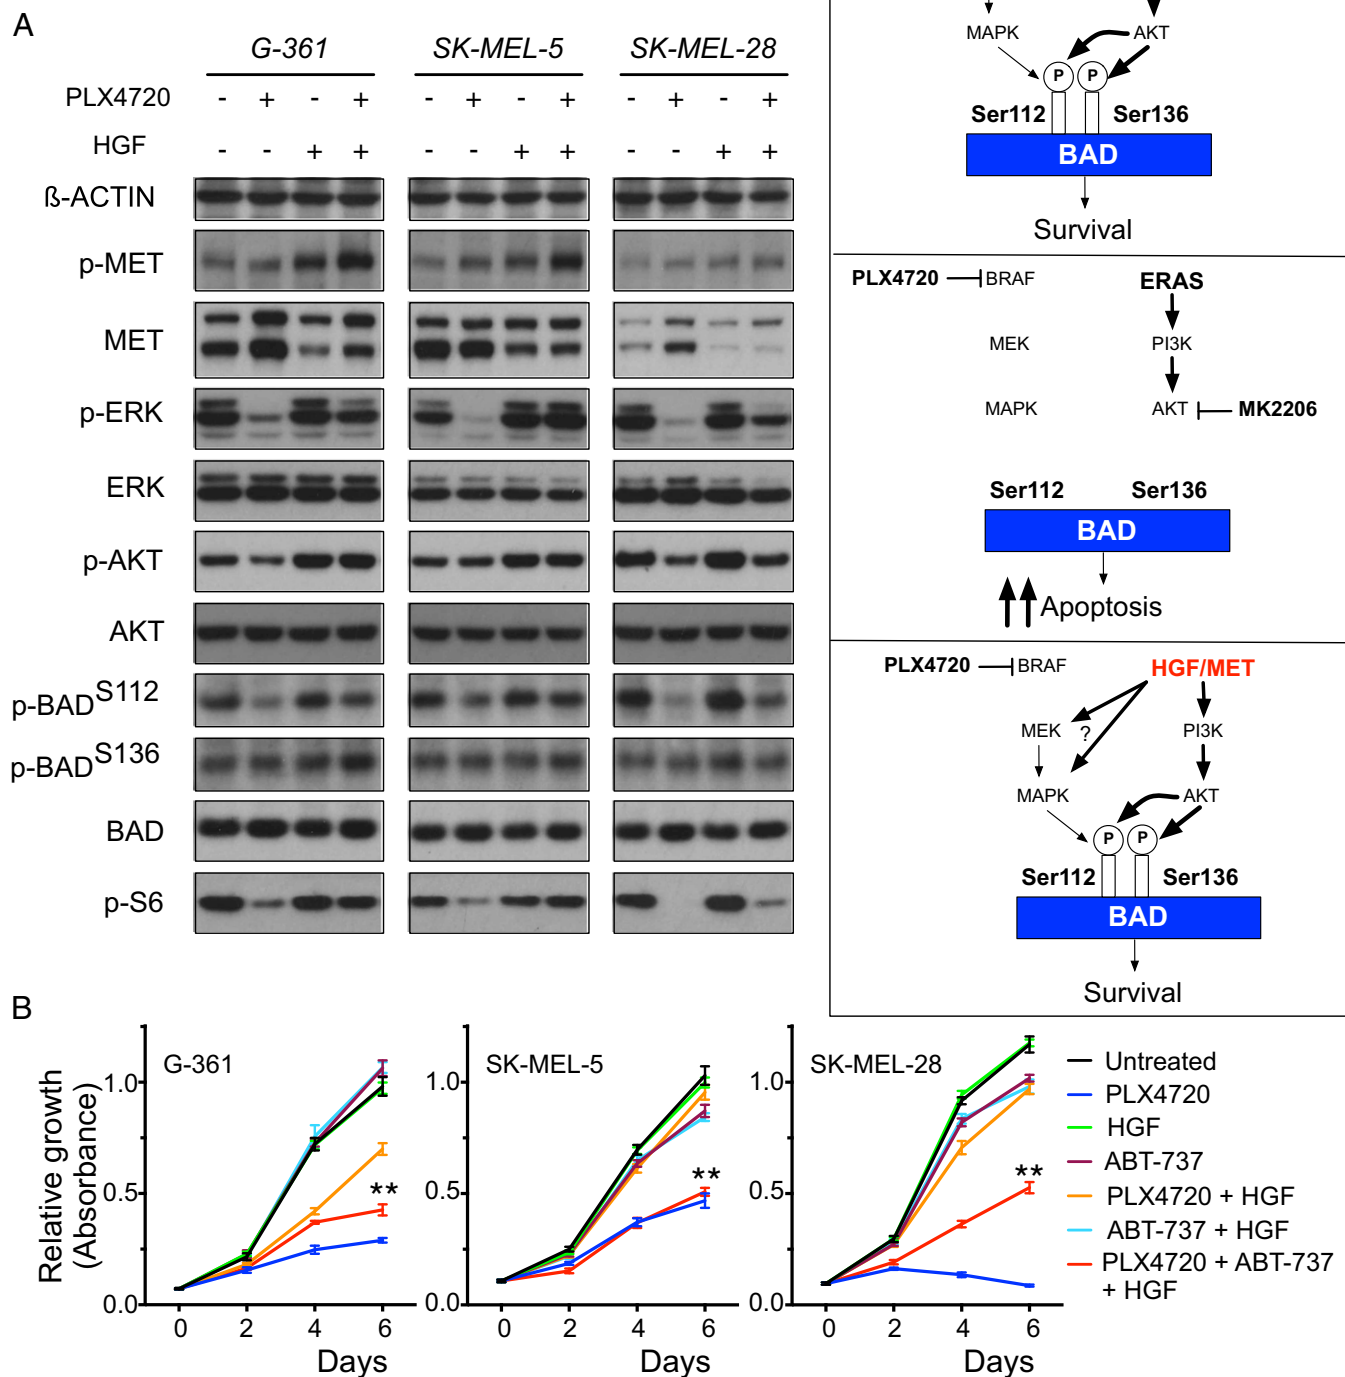 A
G-361 SK-MEL-5 SK-MEL-28
PLX4720 - + - + - + - + - + - +
HGF - - + + - - + + - - + +
ß-ACTIN
p-MET
MET
p-ERK
ERK
p-AKT
AKT
p-BAD S112
p-BAD S136
BAD
p-S6
MAPK AKT
P P
Ser112 Ser136
BAD
Survival
PLX4720 BRAF ERAS
MEK PI3K
MAPK AKT MK2206
Ser112 Ser136
BAD
Apoptosis
PLX4720 BRAF HGF/MET
MEK ? PI3K
MAPK AKT
P P
Ser112 Ser136
BAD
Survival
B
Relative growth
(Absorbance)
G-361
1.0
0.5
0.0
**
0 2 4 6
Days
SK-MEL-5
1.0
0.5
0.0
**
0 2 4 6
Days
SK-MEL-28
1.0
0.5
0.0
**
0 2 4 6
Days
Untreated
PLX4720
HGF
ABT-737
PLX4720 + HGF
ABT-737 + HGF
PLX4720 + ABT-737
+ HGF